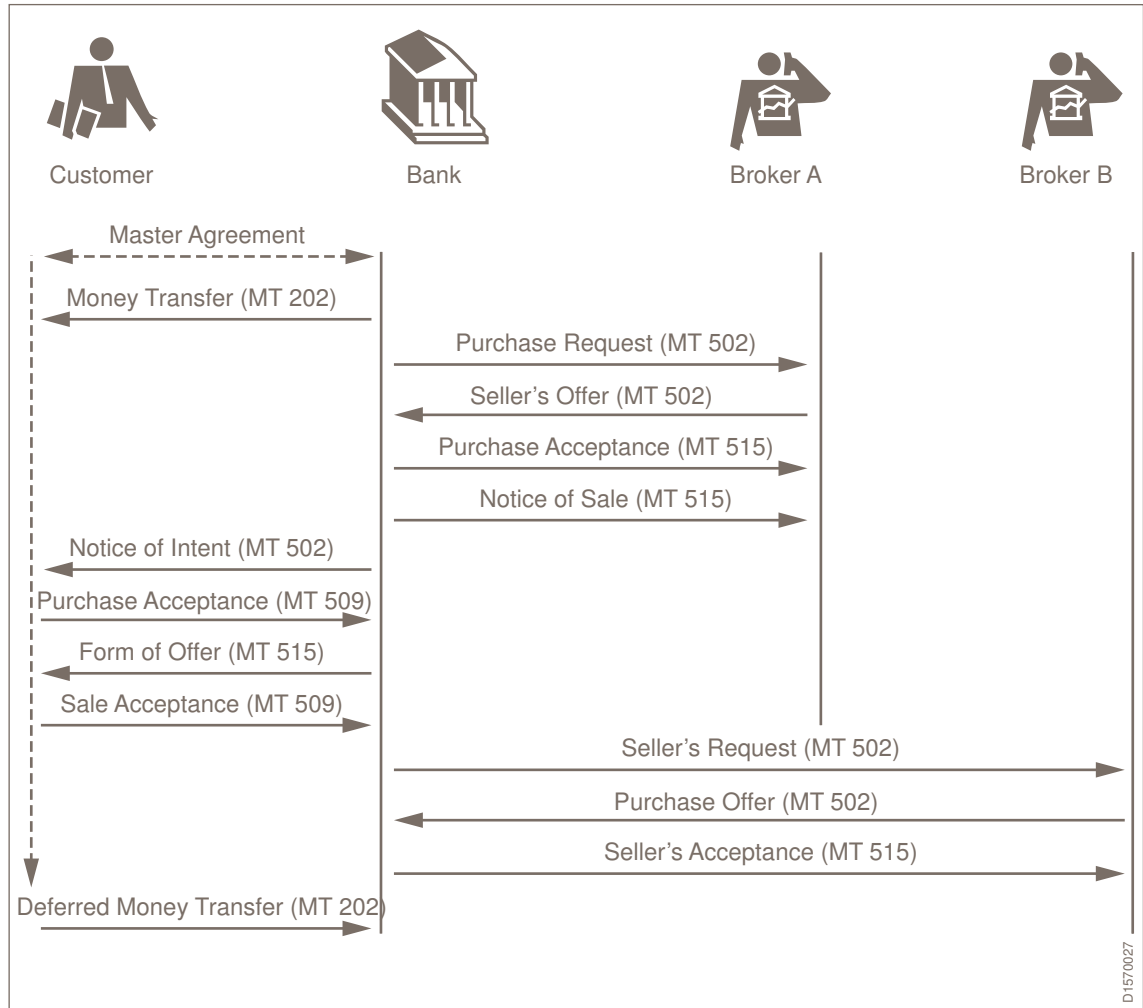 Customer
Bank
Broker A
Broker B
Master Agreement
Money Transfer (MT 202)
Purchase Request (MT 502)
Seller’s Offer (MT 502)
Purchase Acceptance (MT 515)
Notice of Sale (MT 515)
Notice of Intent (MT 502)
Purchase Acceptance (MT 509)
Form of Offer (MT 515)
Sale Acceptance (MT 509)
Seller’s Request (MT 502)
Purchase Offer (MT 502)
Seller’s Acceptance (MT 515)
Deferred Money Transfer (MT 202)
D1570027